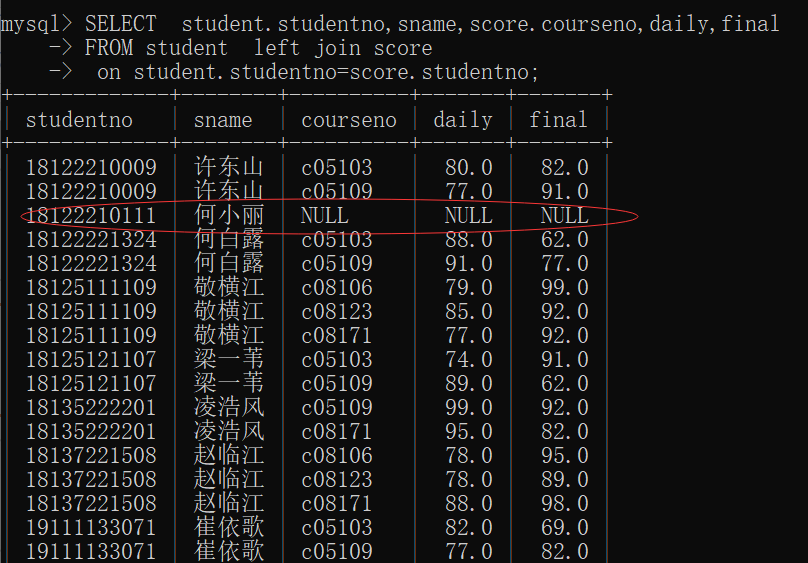 mysql> SELECT  student.studentno,sname,score.courseno,daily,final
    -> FROM student  left join score
    ->  on student.studentno=score.studentno;
+-------------+--------+----------+-------+-------+
| studentno   | sname  | courseno | daily | final |
+-------------+--------+----------+-------+-------+
| 18122210009 | 许东山 | c05103   |  80.0 |  82.0 |
| 18122210009 | 许东山 | c05109   |  77.0 |  91.0 |
| 18122210111 | 何小丽 | NULL     |  NULL |  NULL |
| 18122221324 | 何白露 | c05103   |  88.0 |  62.0 |
| 18122221324 | 何白露 | c05109   |  91.0 |  77.0 |
| 18125111109 | 敬横江 | c08106   |  79.0 |  99.0 |
| 18125111109 | 敬横江 | c08123   |  85.0 |  92.0 |
| 18125111109 | 敬横江 | c08171   |  77.0 |  92.0 |
| 18125121107 | 梁一苇 | c05103   |  74.0 |  91.0 |
| 18125121107 | 梁一苇 | c05109   |  89.0 |  62.0 |
| 18135222201 | 凌浩风 | c05109   |  99.0 |  92.0 |
| 18135222201 | 凌浩风 | c08171   |  95.0 |  82.0 |
| 18137221508 | 赵临江 | c08106   |  78.0 |  95.0 |
| 18137221508 | 赵临江 | c08123   |  78.0 |  89.0 |
| 18137221508 | 赵临江 | c08171   |  88.0 |  98.0 |
| 19111133071 | 崔依歌 | c05103   |  82.0 |  69.0 |
| 19111133071 | 崔依歌 | c05109   |  77.0 |  82.0 |